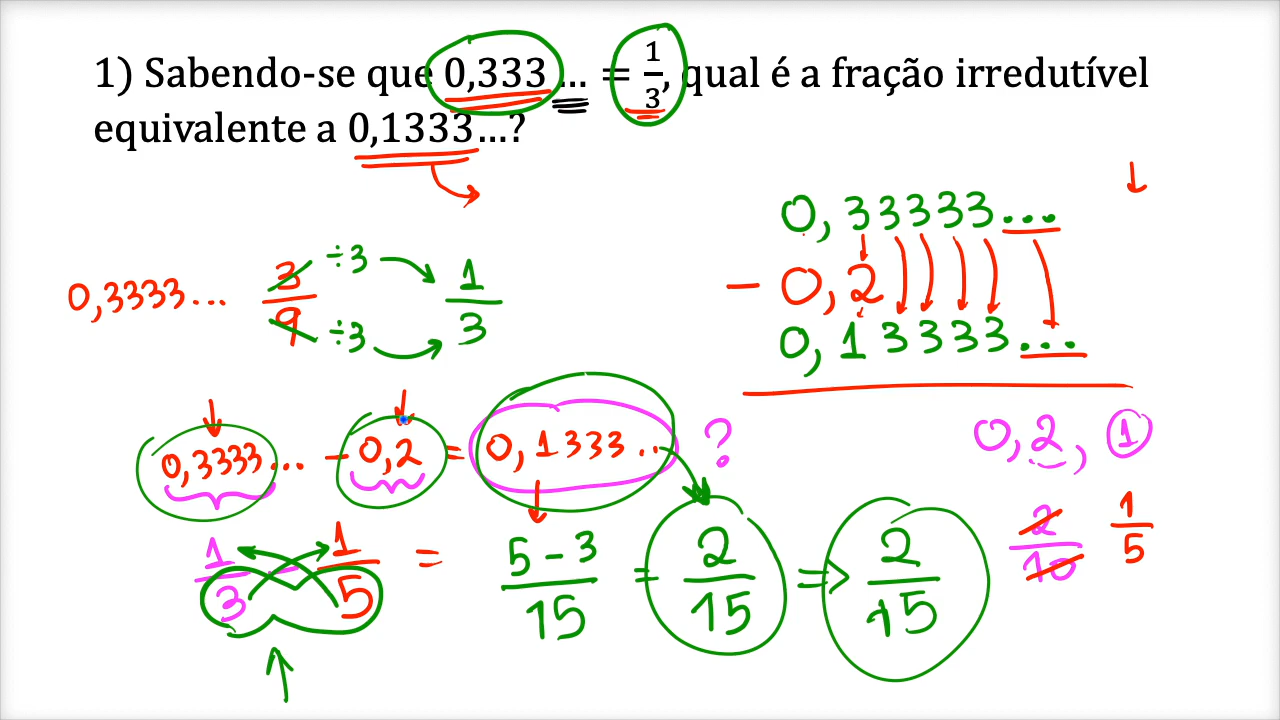 1) Sabendo-se que 0,333 ... = 1/3, qual é a fração irredutível
equivalente a 0,1333 ...?
0,33333...
- 0,2
0,13333...
0,3333... 3/9 ÷3 ÷3 1/3
0,3333... - 0,2 = 0,1333... ?
0,2, 1
1/3 - 1/5 = 5 - 3/15 = 2/15 => 2/15
2/10 1/5